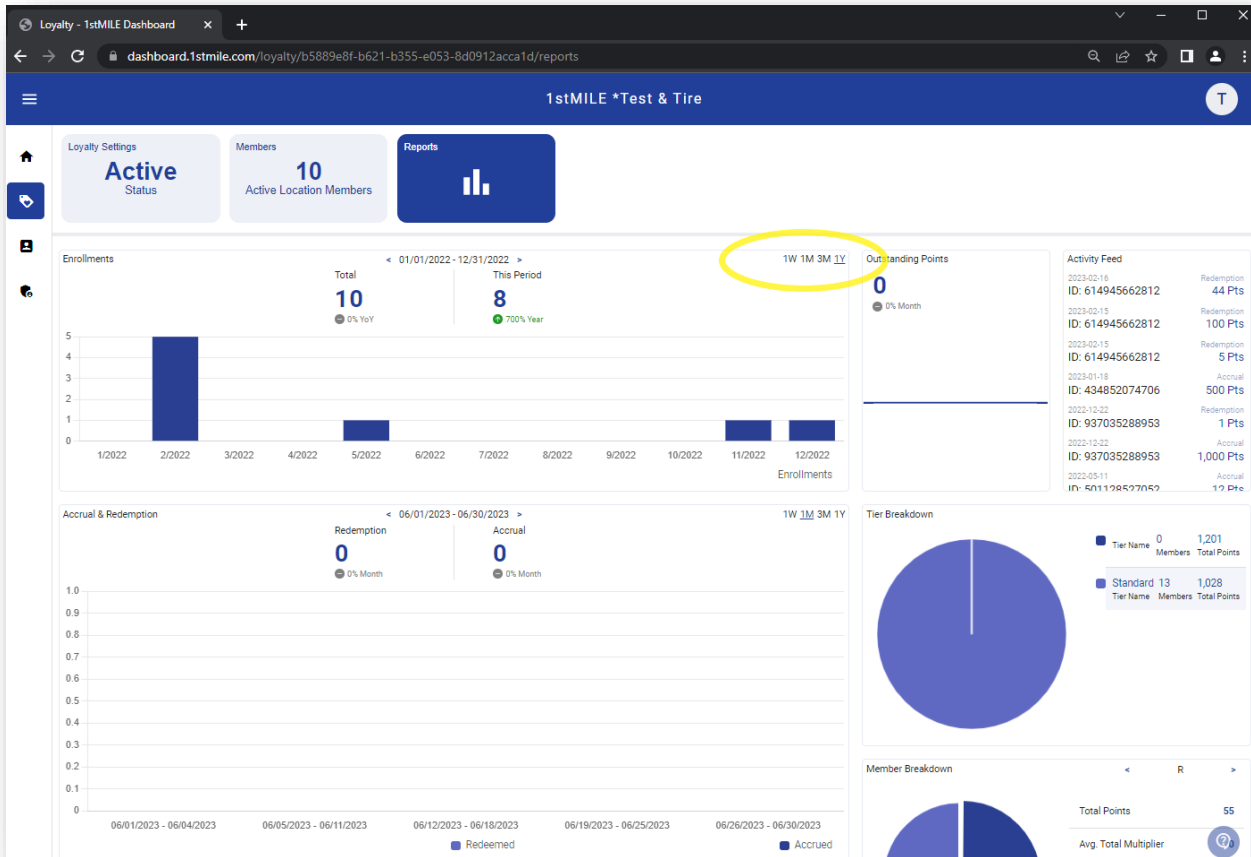 Loyalty - 1stMILE Dashboard
dashboard.1stmile.com/loyalty/b5889e8f-b621-b355-e053-8d0912acca1d/reports
1stMILE *Test & Tire
T
Loyalty Settings
Active
Status
Members
10
Active Location Members
Reports
Enrollments
< 01/01/2022 - 12/31/2022 >
1W 1M 3M 1Y
Total
10
0% YoY
This Period
8
700% Year
5
4
3
2
1
0
1/2022 2/2022 3/2022 4/2022 5/2022 6/2022 7/2022 8/2022 9/2022 10/2022 11/2022 12/2022
Enrollments
Outstanding Points
0
0% Month
Activity Feed
2023-02-16 Redemption
ID: 614945662812 44 Pts
2023-02-15 Redemption
ID: 614945662812 100 Pts
2023-02-15 Redemption
ID: 614945662812 5 Pts
2023-01-18 Accrual
ID: 434852074706 500 Pts
2022-12-22 Redemption
ID: 937035288953 1 Pts
2022-12-22 Accrual
ID: 937035288953 1,000 Pts
2022-05-11 Accrual
ID: 501128527052 12 Pts
Accrual & Redemption
< 06/01/2023 - 06/30/2023 >
1W 1M 3M 1Y
Redemption
0
0% Month
Accrual
0
0% Month
1.0
0.9
0.8
0.7
0.6
0.5
0.4
0.3
0.2
0.1
0
06/01/2023 - 06/04/2023 06/05/2023 - 06/11/2023 06/12/2023 - 06/18/2023 06/19/2023 - 06/25/2023 06/26/2023 - 06/30/2023
Redeemed
Accrued
Tier Breakdown
Tier Name 0 1,201
Members Total Points
Standard 13 1,028
Tier Name Members Total Points
Member Breakdown
< R >
Total Points 55
Avg. Total Multiplier